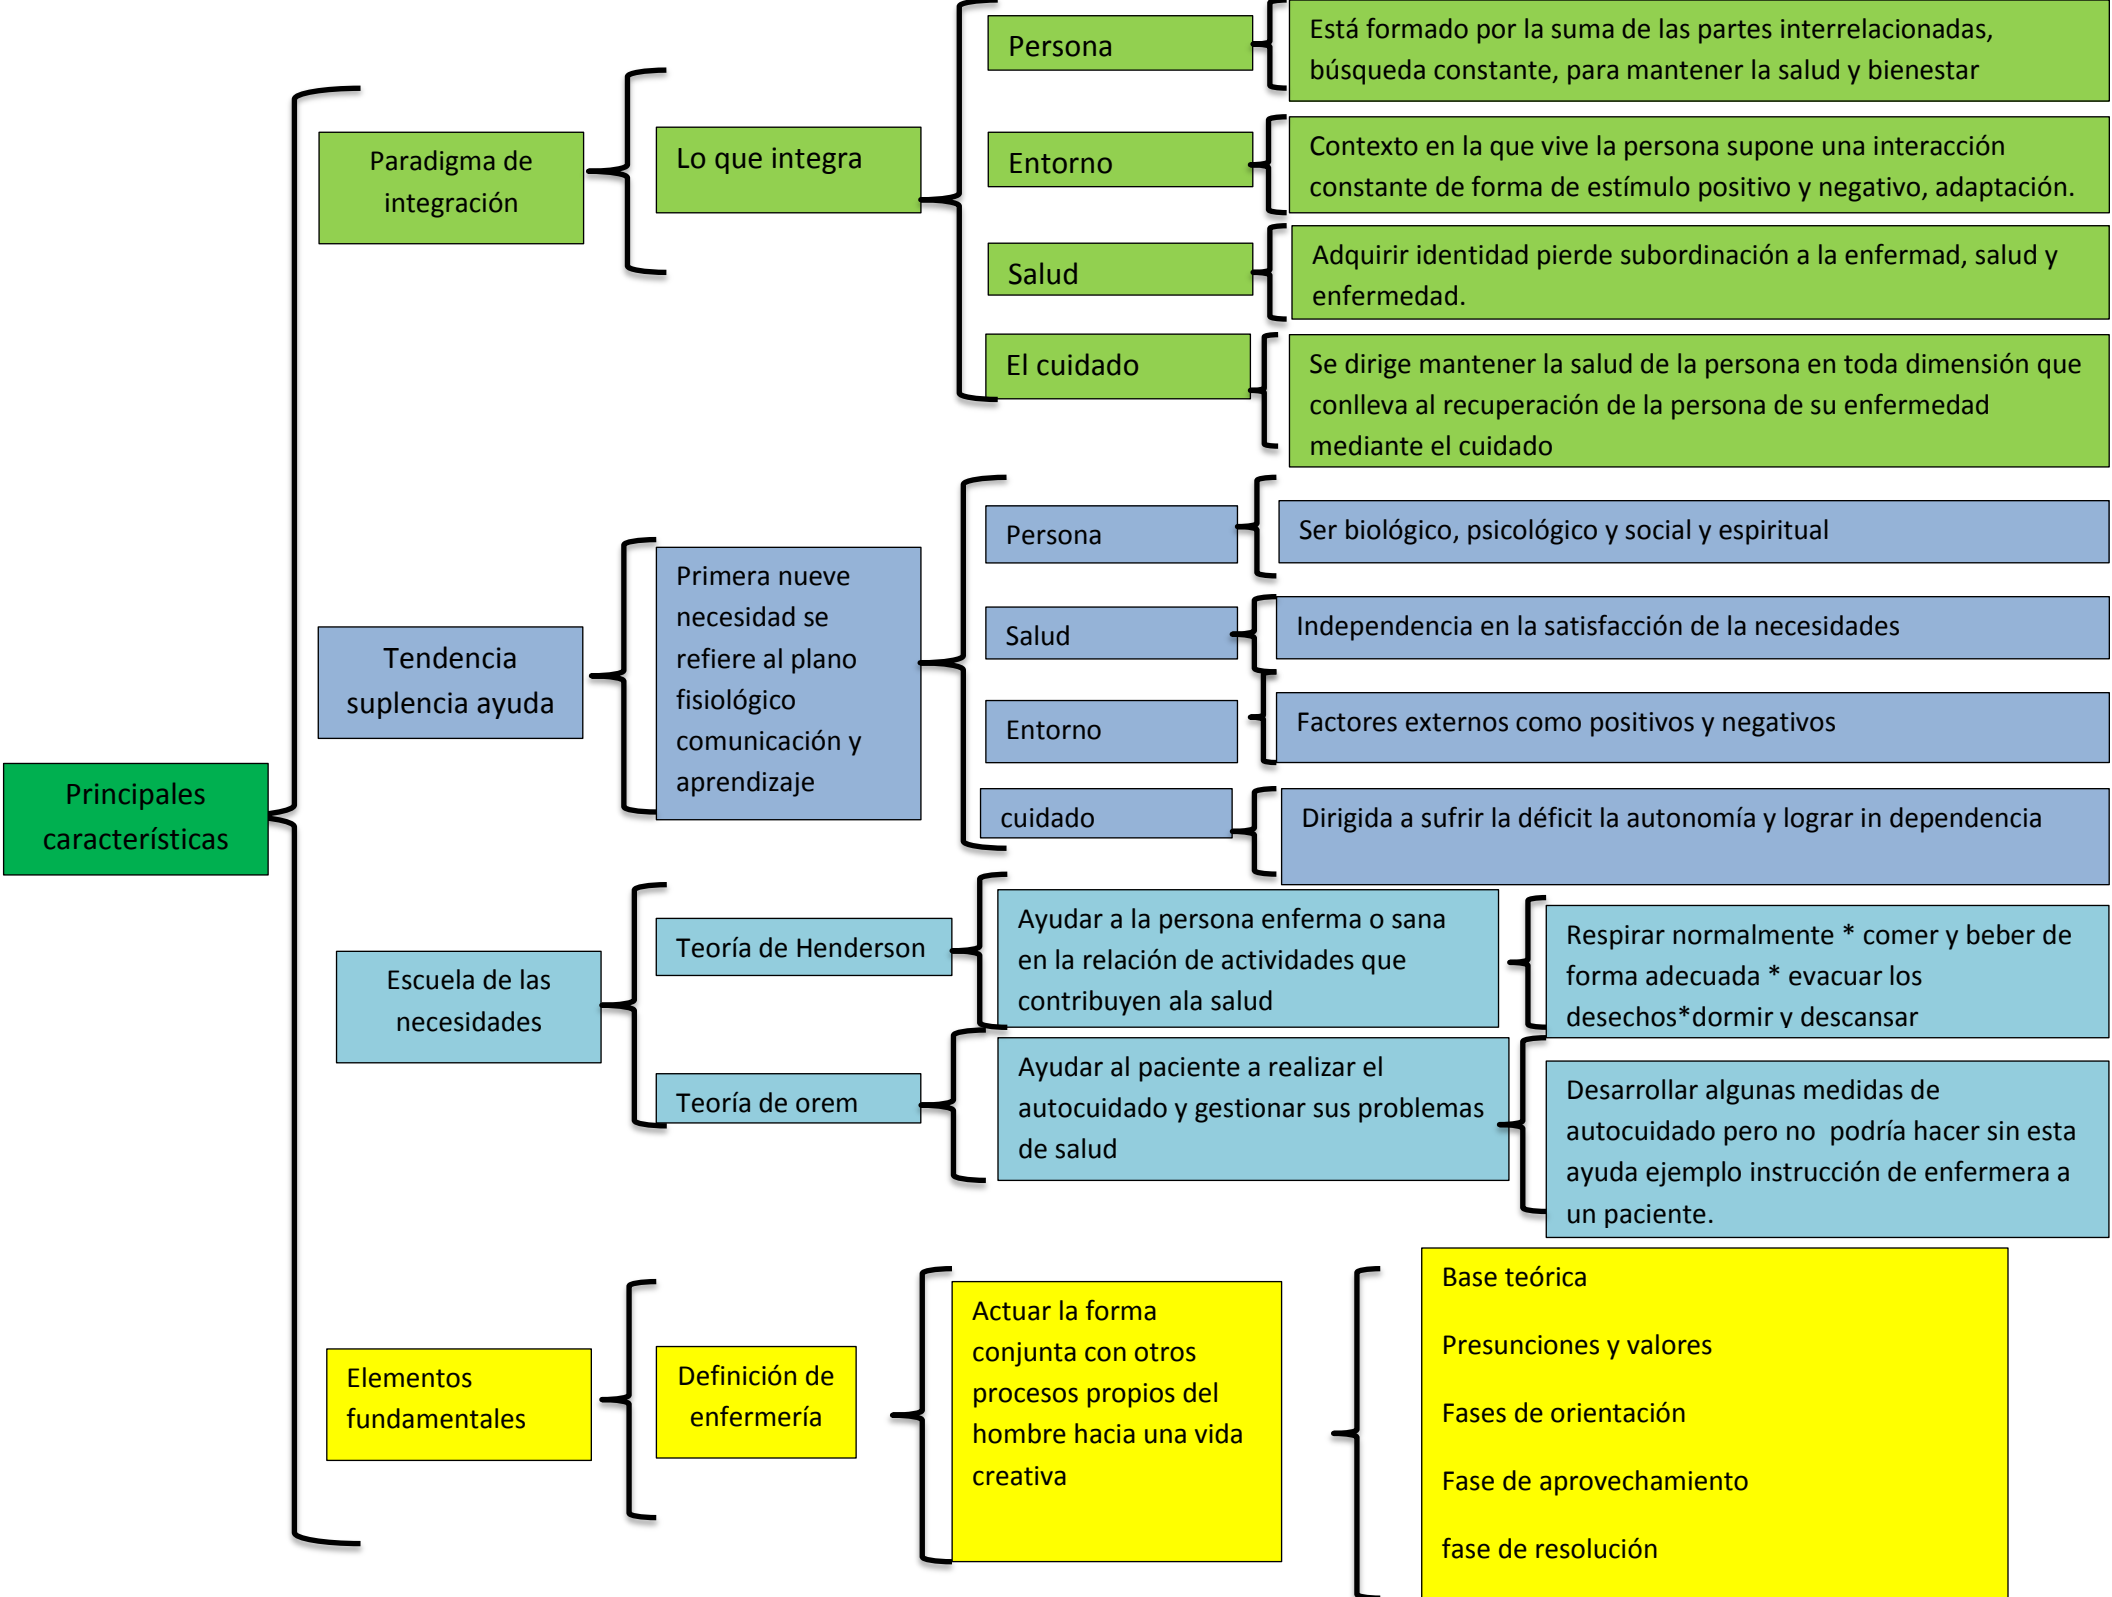 Principales
características
Paradigma de
integración
Lo que integra
Persona
Está formado por la suma de las partes interrelacionadas,
búsqueda constante, para mantener la salud y bienestar
Entorno
Contexto en la que vive la persona supone una interacción
constante de forma de estímulo positivo y negativo, adaptación.
Salud
Adquirir identidad pierde subordinación a la enfermad, salud y
enfermedad.
El cuidado
Se dirige mantener la salud de la persona en toda dimensión que
conlleva al recuperación de la persona de su enfermedad
mediante el cuidado
Tendencia
suplencia ayuda
Primera nueve
necesidad se
refiere al plano
fisiológico
comunicación y
aprendizaje
Persona
Ser biológico, psicológico y social y espiritual
Salud
Independencia en la satisfacción de la necesidades
Entorno
Factores externos como positivos y negativos
cuidado
Dirigida a sufrir la déficit la autonomía y lograr in dependencia
Escuela de las
necesidades
Teoría de Henderson
Ayudar a la persona enferma o sana
en la relación de actividades que
contribuyen ala salud
Respirar normalmente * comer y beber de
forma adecuada * evacuar los
desechos*dormir y descansar
Teoría de orem
Ayudar al paciente a realizar el
autocuidado y gestionar sus problemas
de salud
Desarrollar algunas medidas de
autocuidado pero no  podría hacer sin esta
ayuda ejemplo instrucción de enfermera a
un paciente.
Elementos
fundamentales
Definición de
enfermería
Actuar la forma
conjunta con otros
procesos propios del
hombre hacia una vida
creativa
Base teórica
Presunciones y valores
Fases de orientación
Fase de aprovechamiento
fase de resolución